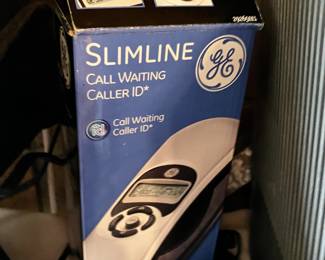 SLIMLINE
GE
CALL WAITING
CALLER ID*
Call Waiting
Caller ID*